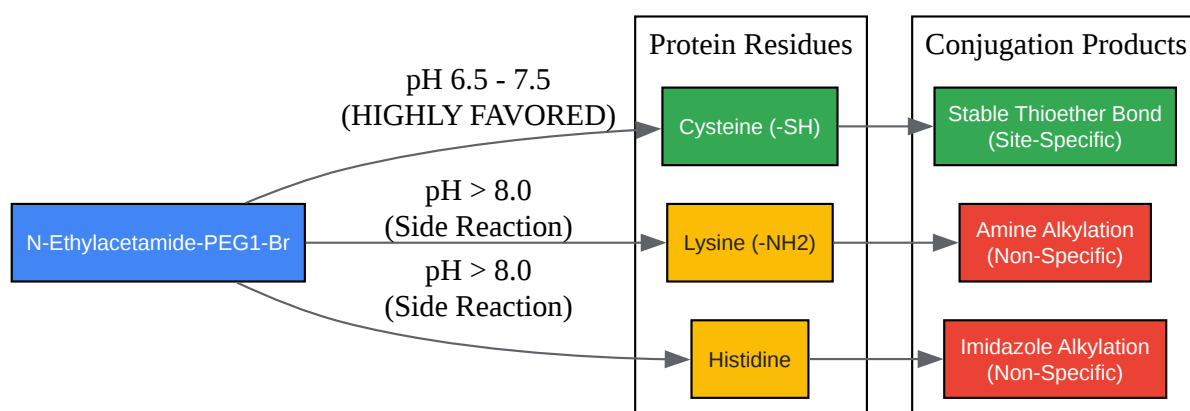 Protein Residues
Conjugation Products
pH 6.5 - 7.5
(HIGHLY FAVORED)
Cysteine (-SH)
Stable Thioether Bond
(Site-Specific)
N-Ethylacetamide-PEG1-Br
pH > 8.0
(Side Reaction)
Lysine (-NH2)
Amine Alkylation
(Non-Specific)
pH > 8.0
(Side Reaction)
Histidine
Imidazole Alkylation
(Non-Specific)